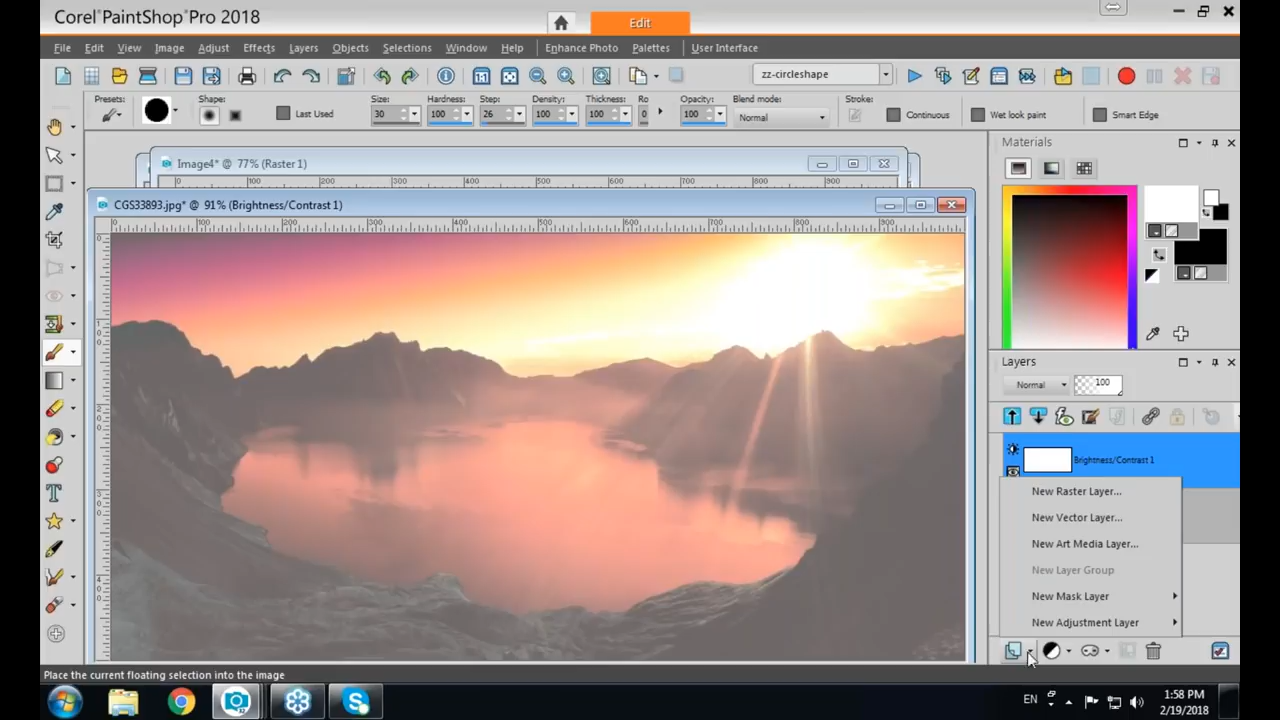 Corel PaintShop Pro 2018
Edit
File Edit View Image Adjust Effects Layers Objects Selections Window Help Enhance Photo Palettes User Interface
zz-circleshape
Presets: Shape: Last Used Size: 30 Hardness: 100 Step: 26 Density: 100 Thickness: 100 Ro 0 Opacity: 100 Blend mode: Normal Stroke: Continuous Wet look paint Smart Edge
Image4* @ 77% (Raster 1)
CGS33893.jpg* @ 91% (Brightness/Contrast 1)
Materials
Layers
Normal 100
Brightness/Contrast 1
New Raster Layer...
New Vector Layer...
New Art Media Layer...
New Layer Group
New Mask Layer
New Adjustment Layer
Place the current floating selection into the image
EN
1:58 PM
2/19/2018